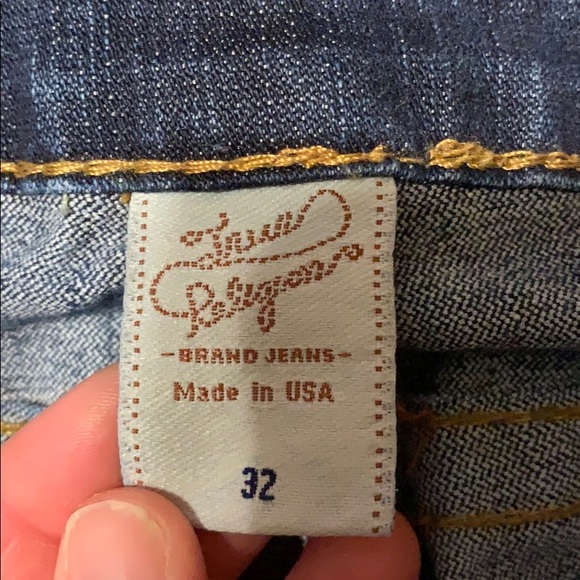 True
Religion
-BRAND JEANS-
Made in USA
32